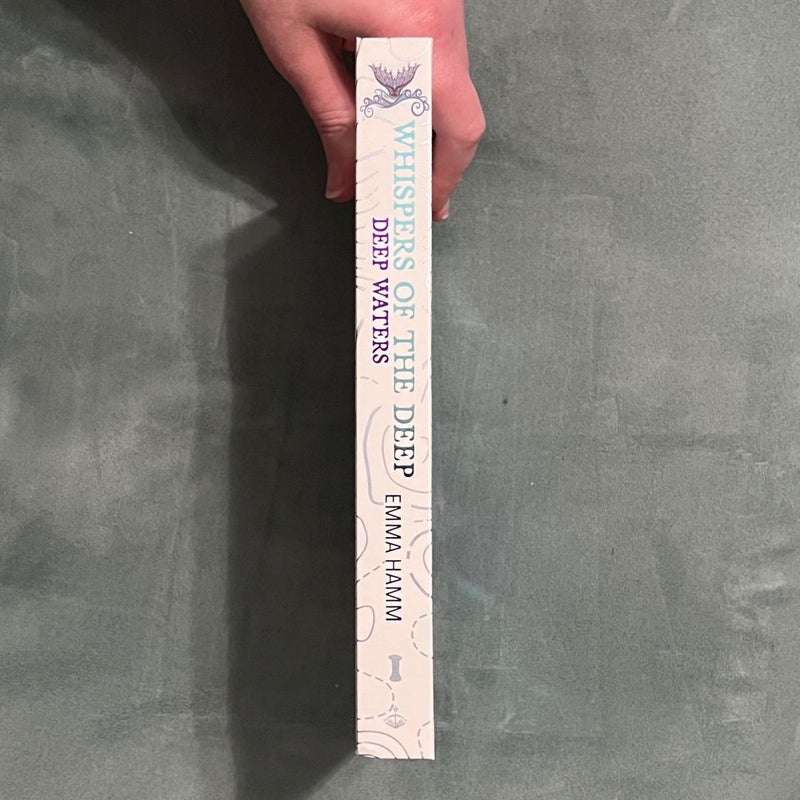 WHISPERS OF THE DEEP
DEEP WATERS
EMMA HAMM
I